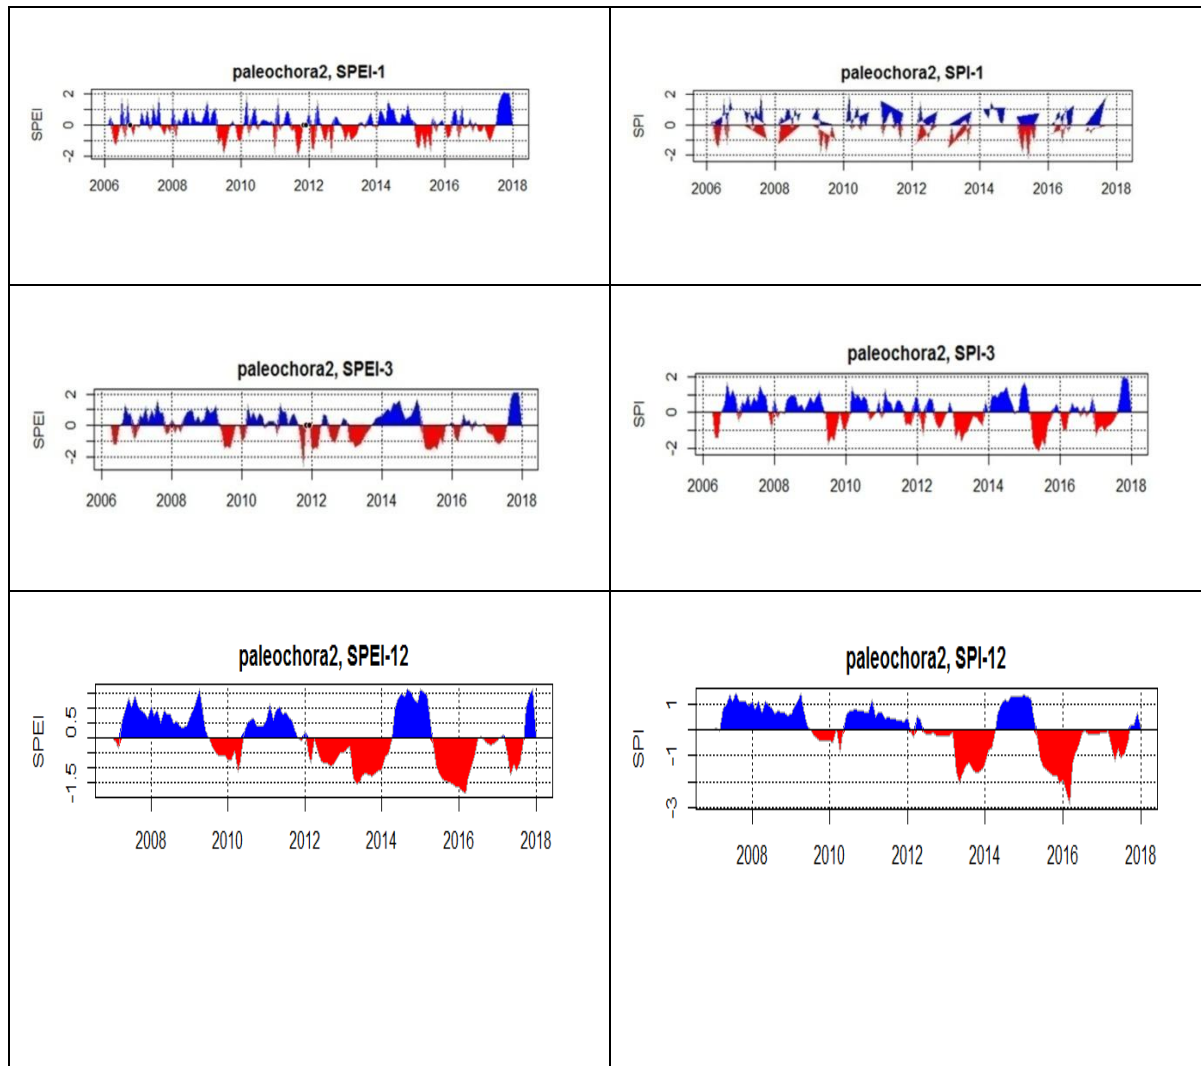 paleochora2, SPEI-1
SPEI
2
0
-2
2006 2008 2010 2012 2014 2016 2018
paleochora2, SPI-1
SPI
2
0
-2
2006 2008 2010 2012 2014 2016 2018
paleochora2, SPEI-3
SPEI
2
0
-2
2006 2008 2010 2012 2014 2016 2018
paleochora2, SPI-3
SPI
2
0
-2
2006 2008 2010 2012 2014 2016 2018
paleochora2, SPEI-12
SPEI
0.5
-1.5
2008 2010 2012 2014 2016 2018
paleochora2, SPI-12
SPI
1
-1
-3
2008 2010 2012 2014 2016 2018